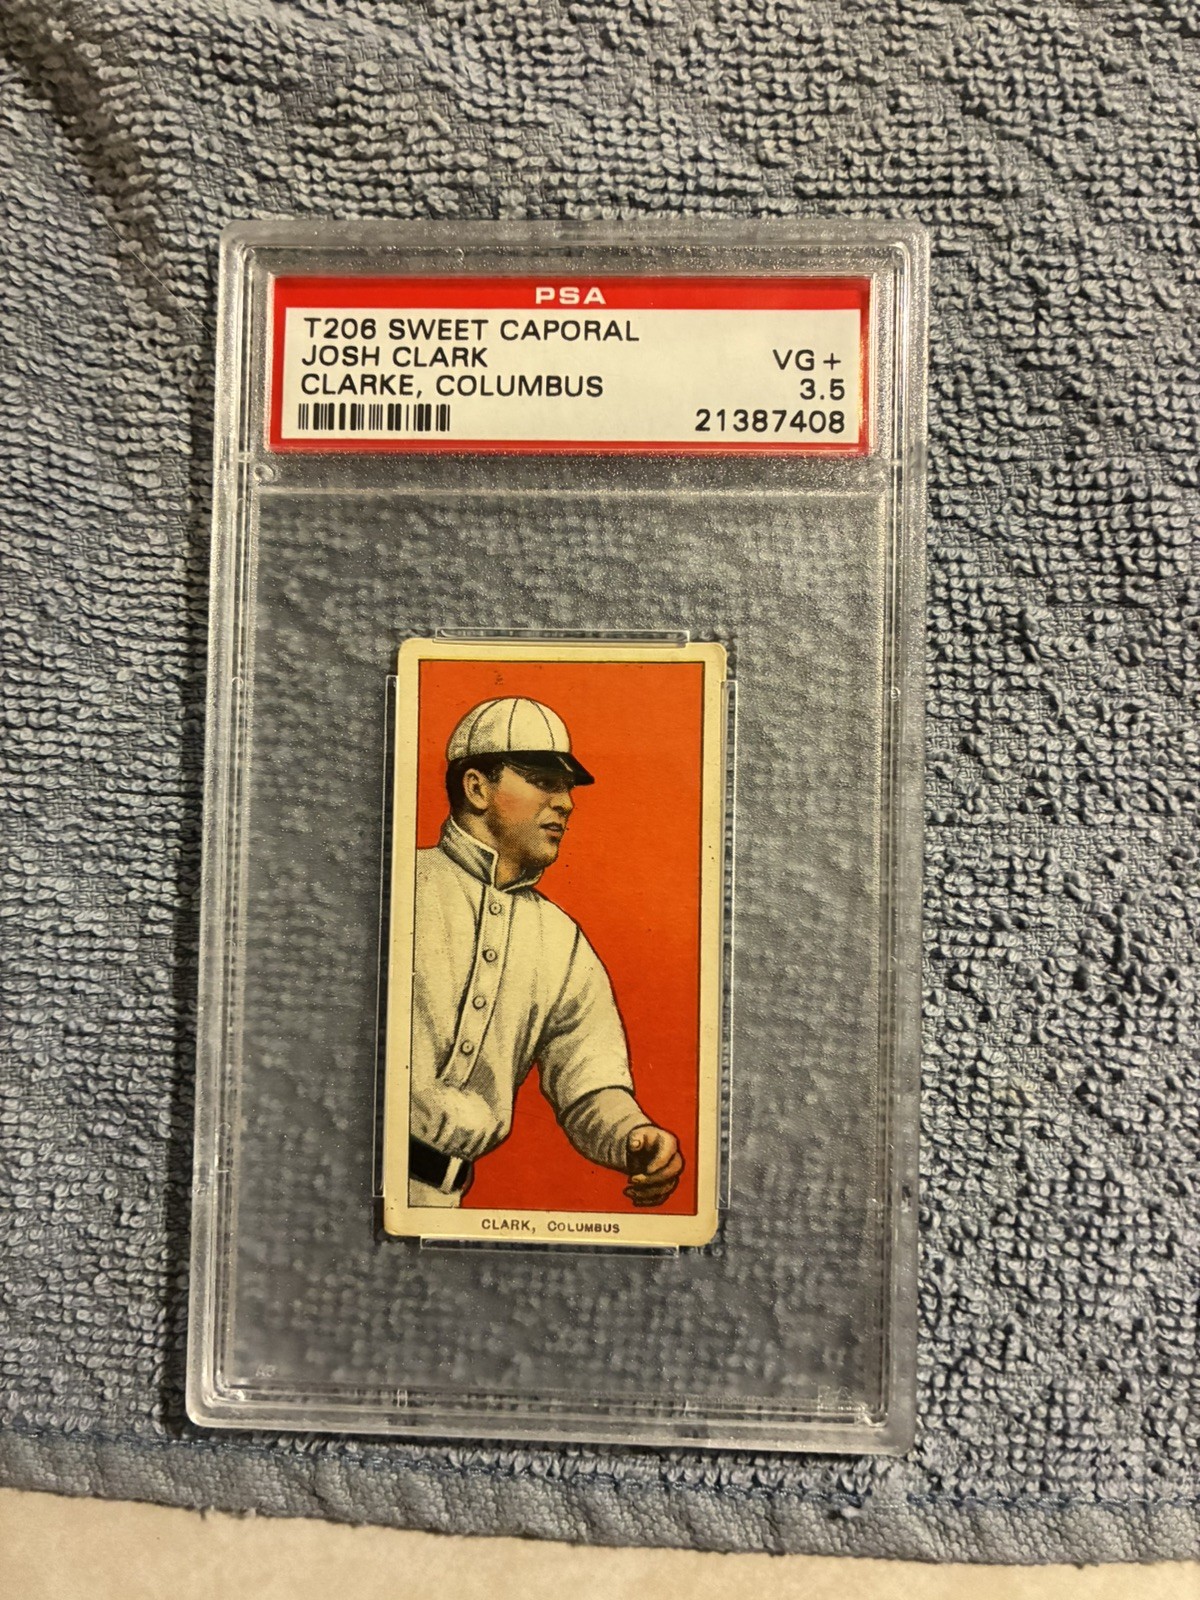 PSA
T206 SWEET CAPORAL
JOSH CLARK VG+
CLARKE, COLUMBUS 3.5
21387408
CLARK, COLUMBUS